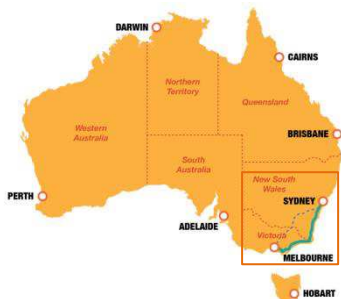 DARWIN
CAIRNS
Northern
Territory
Queensland
Western
Australia
BRISBANE
South
Australia
New South
Wales
PERTH
SYDNEY
ADELAIDE
Victoria
MELBOURNE
HOBART